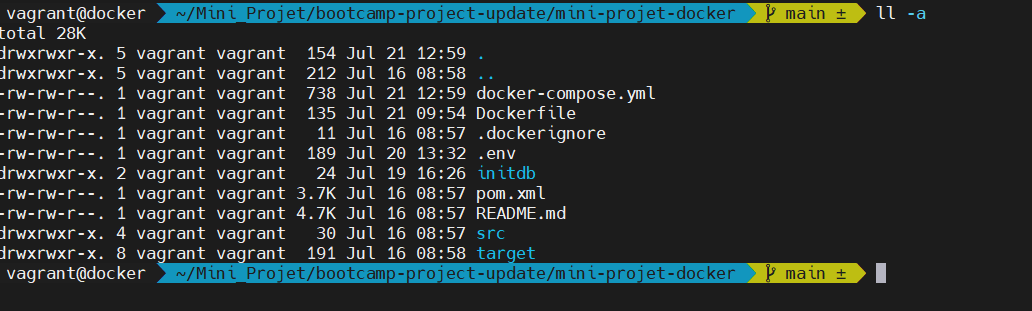 vagrant@docker ~/Mini_Projet/bootcamp-project-update/mini-projet-docker main ± ll -a
total 28K
drwxrwxr-x. 5 vagrant vagrant  154 Jul 21 12:59 .
drwxrwxr-x. 5 vagrant vagrant  212 Jul 16 08:58 ..
-rw-rw-r--. 1 vagrant vagrant  738 Jul 21 12:59 docker-compose.yml
-rw-rw-r--. 1 vagrant vagrant  135 Jul 21 09:54 Dockerfile
-rw-rw-r--. 1 vagrant vagrant   11 Jul 16 08:57 .dockerignore
-rw-rw-r--. 1 vagrant vagrant  189 Jul 20 13:32 .env
drwxrwxr-x. 2 vagrant vagrant   24 Jul 19 16:26 initdb
-rw-rw-r--. 1 vagrant vagrant 3.7K Jul 16 08:57 pom.xml
-rw-rw-r--. 1 vagrant vagrant 4.7K Jul 16 08:57 README.md
drwxrwxr-x. 4 vagrant vagrant   30 Jul 16 08:57 src
drwxrwxr-x. 8 vagrant vagrant  191 Jul 16 08:58 target
vagrant@docker ~/Mini_Projet/bootcamp-project-update/mini-projet-docker main ±